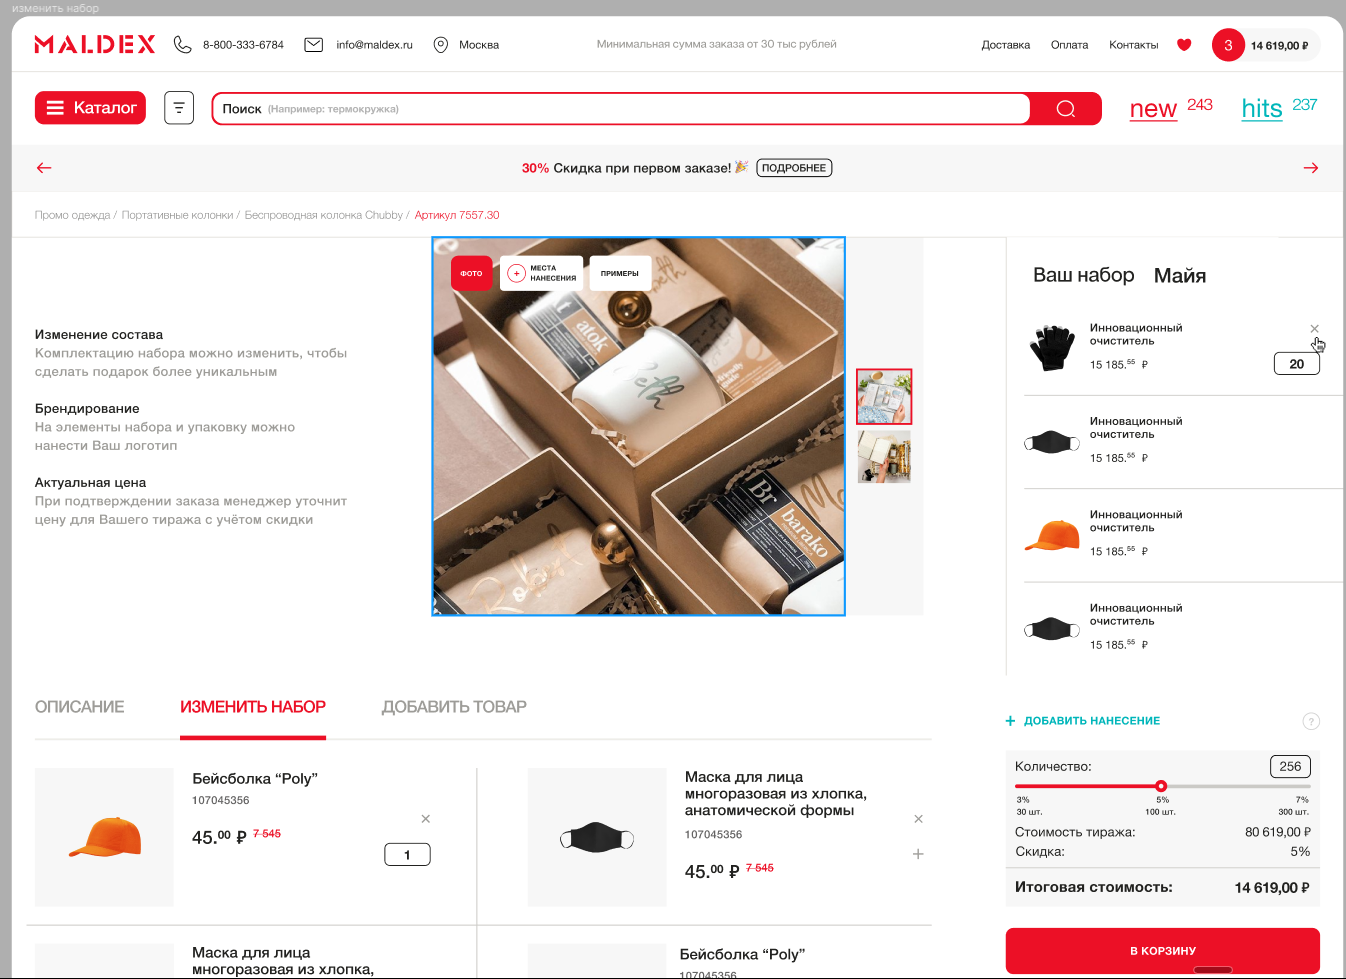 изменить набор
MALDEX
8-800-333-6784
info@maldex.ru
Москва
Минимальная сумма заказа от 30 тыс рублей
Доставка
Оплата
Контакты
3
14 619,00 ₽
Каталог
Поиск (Например: термокружка)
new 243
hits 237
30% Скидка при первом заказе! ПОДРОБНЕЕ
Промо одежда / Портативные колонки / Беспроводная колонка Chubby / Артикул 7557.30
Изменение состава
Комплектацию набора можно изменить, чтобы
сделать подарок более уникальным
Брендирование
На элементы набора и упаковку можно
нанести Ваш логотип
Актуальная цена
При подтверждении заказа менеджер уточнит
цену для Вашего тиража с учётом скидки
ФОТО
+ МЕСТА
НАНЕСЕНИЯ
ПРИМЕРЫ
atok
Beth
Br
barako
Robert
Ваш набор Майя
Инновационный
очиститель
15 185.⁵⁵ ₽
20
Инновационный
очиститель
15 185.⁵⁵ ₽
Инновационный
очиститель
15 185.⁵⁵ ₽
Инновационный
очиститель
15 185.⁵⁵ ₽
ОПИСАНИЕ
ИЗМЕНИТЬ НАБОР
ДОБАВИТЬ ТОВАР
Бейсболка “Poly”
107045356
45.⁰⁰ ₽ 7 545
1
Маска для лица
многоразовая из хлопка,
анатомической формы
107045356
45.⁰⁰ ₽ 7 545
Маска для лица
многоразовая из хлопка,
Бейсболка “Poly”
107045356
+ ДОБАВИТЬ НАНЕСЕНИЕ
?
Количество: 256
3% 5% 7%
30 шт. 100 шт. 300 шт.
Стоимость тиража: 80 619,00 ₽
Скидка: 5%
Итоговая стоимость: 14 619,00 ₽
В КОРЗИНУ